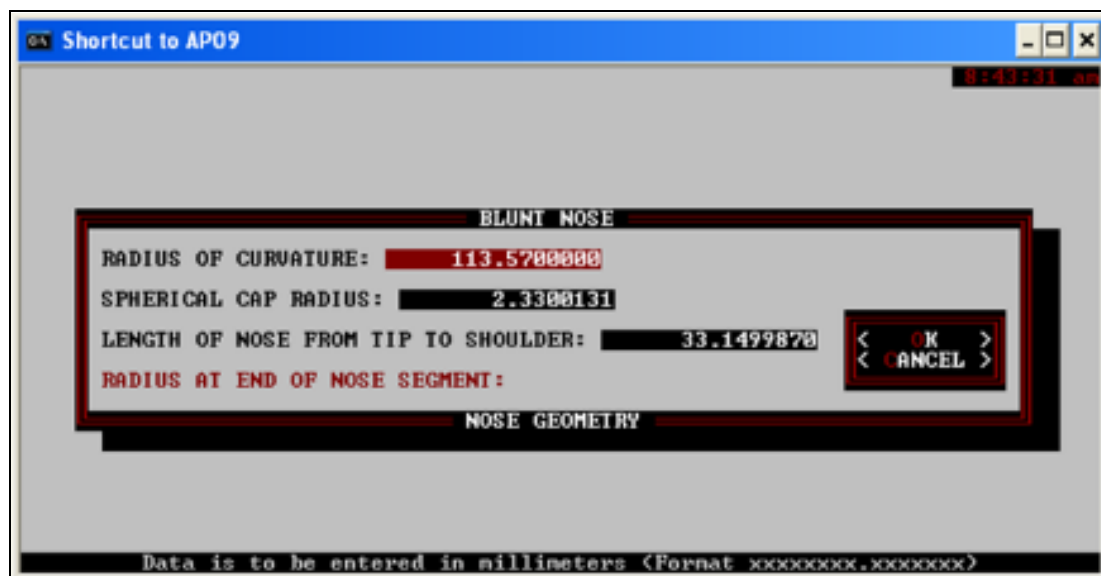 Shortcut to AP09
8:43:31 am
BLUNT NOSE
RADIUS OF CURVATURE: 113.5700000
SPHERICAL CAP RADIUS: 2.3300131
LENGTH OF NOSE FROM TIP TO SHOULDER: 33.1499870
RADIUS AT END OF NOSE SEGMENT:
< OK >
< CANCEL >
NOSE GEOMETRY
Data is to be entered in millimeters (Format xxxxxxxx.xxxxxxx)